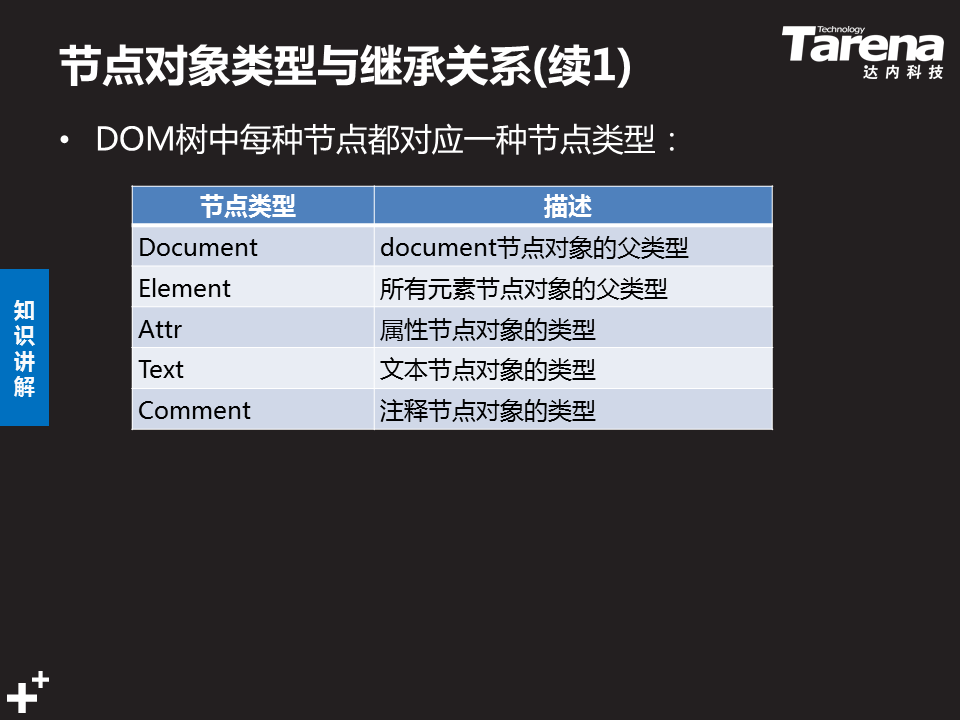 节点对象类型与继承关系(续1)
Technology
Tarena
达内科技
• DOM树中每种节点都对应一种节点类型：
节点类型 描述
Document document节点对象的父类型
Element 所有元素节点对象的父类型
Attr 属性节点对象的类型
Text 文本节点对象的类型
Comment 注释节点对象的类型
知
识
讲
解